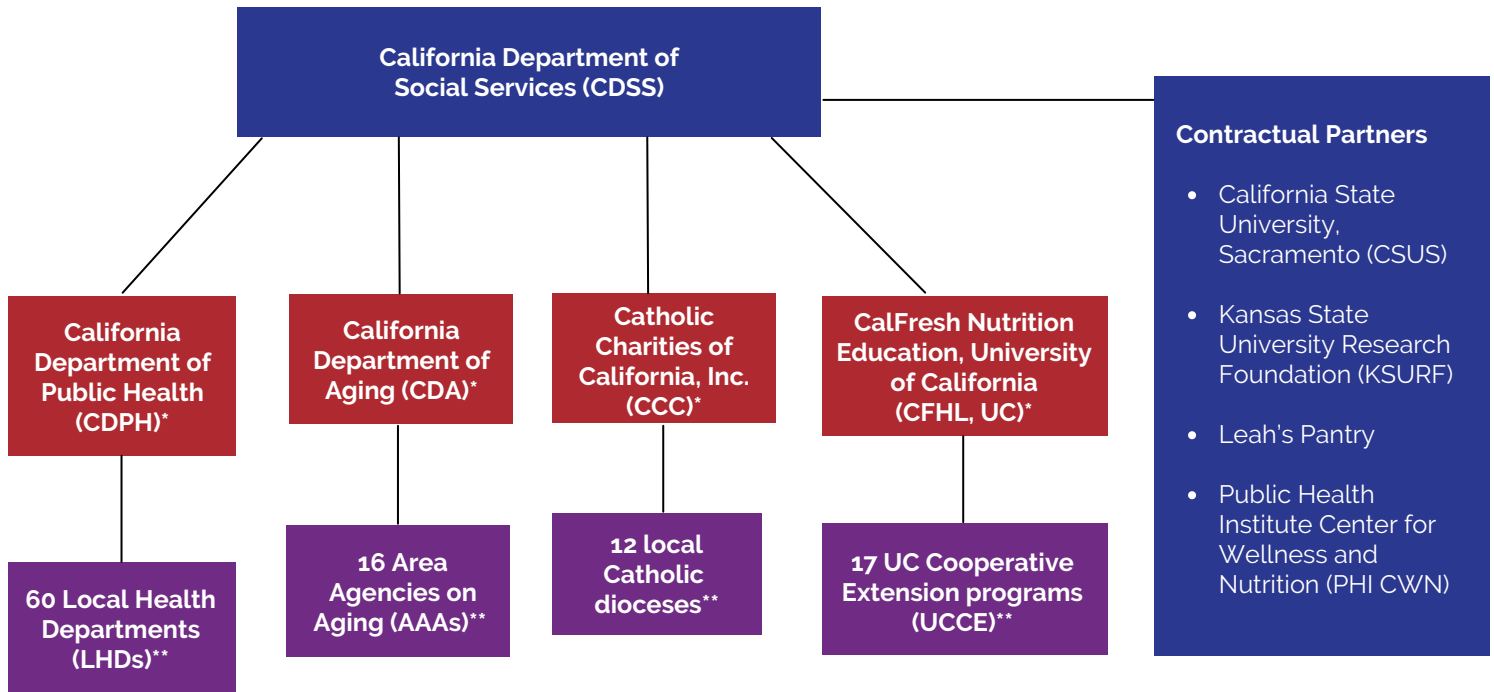 California Department of
Social Services (CDSS)
Contractual Partners
• California State
University,
Sacramento (CSUS)
• Kansas State
University Research
Foundation (KSURF)
• Leah's Pantry
• Public Health
Institute Center for
Wellness and
Nutrition (PHI CWN)
California
Department of
Public Health
(CDPH)*
California
Department of
Aging (CDA)*
Catholic
Charities of
California, Inc.
(CCC)*
CalFresh Nutrition
Education, University
of California
(CFHL, UC)*
60 Local Health
Departments
(LHDs)**
16 Area
Agencies on
Aging (AAAs)**
12 local
Catholic
dioceses**
17 UC Cooperative
Extension programs
(UCCE)**